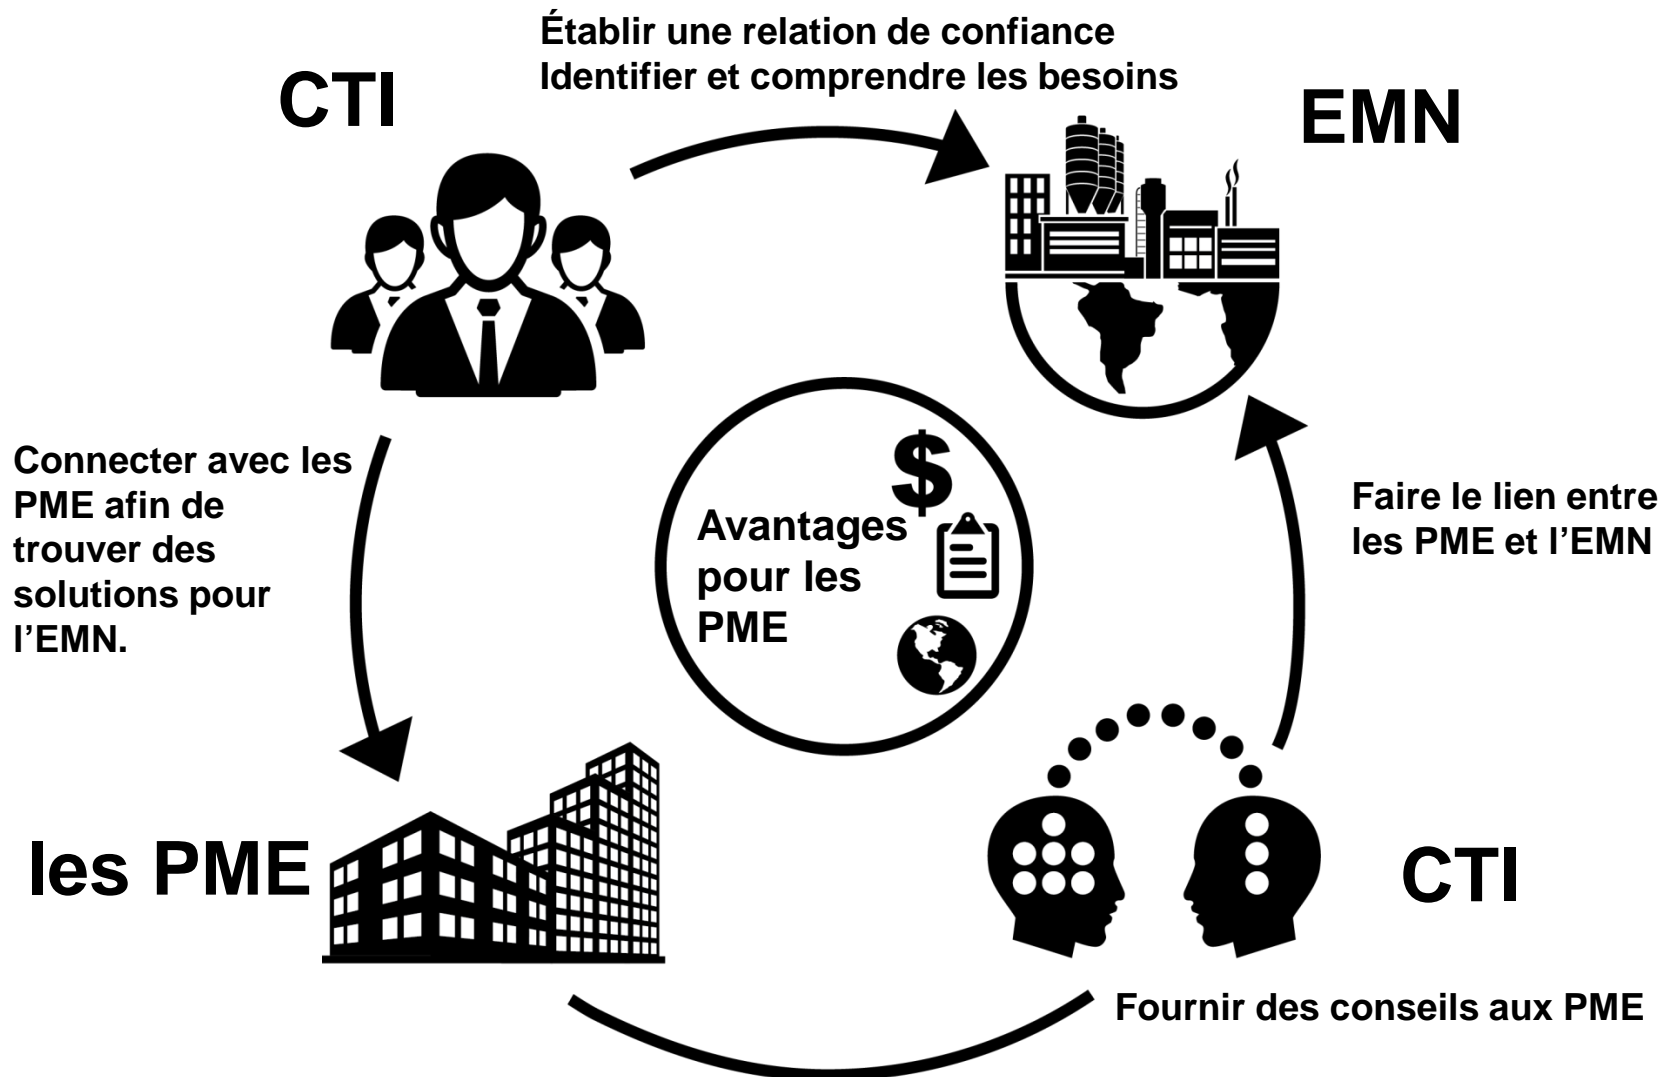 Établir une relation de confiance
Identifier et comprendre les besoins
CTI
EMN
Connecter avec les
PME afin de
trouver des
solutions pour
l’EMN.
$
Avantages
pour les
PME
Faire le lien entre
les PME et l’EMN
les PME
CTI
Fournir des conseils aux PME